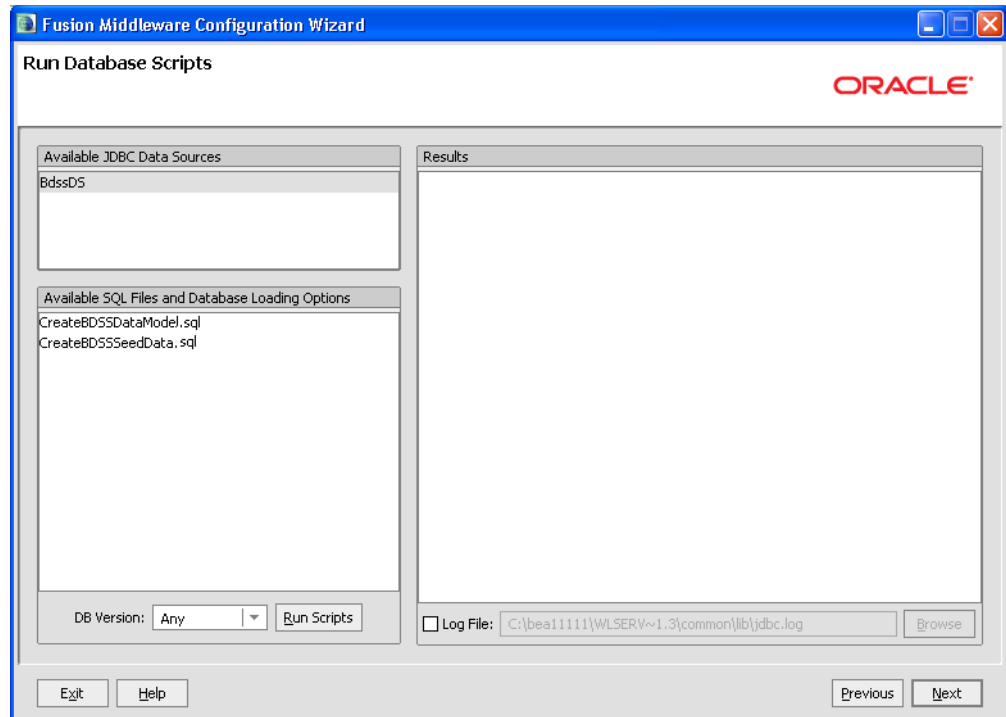 Fusion Middleware Configuration Wizard
Run Database Scripts
ORACLE
Available JDBC Data Sources
BdssDS
Available SQL Files and Database Loading Options
CreateBDSSDataModel.sql
CreateBDSSSeedData.sql
DB Version: Any Run Scripts
Results
Log File: C:\bea11111\WLSERV~1.3\common\lib\jdbc.log Browse
Exit Help Previous Next